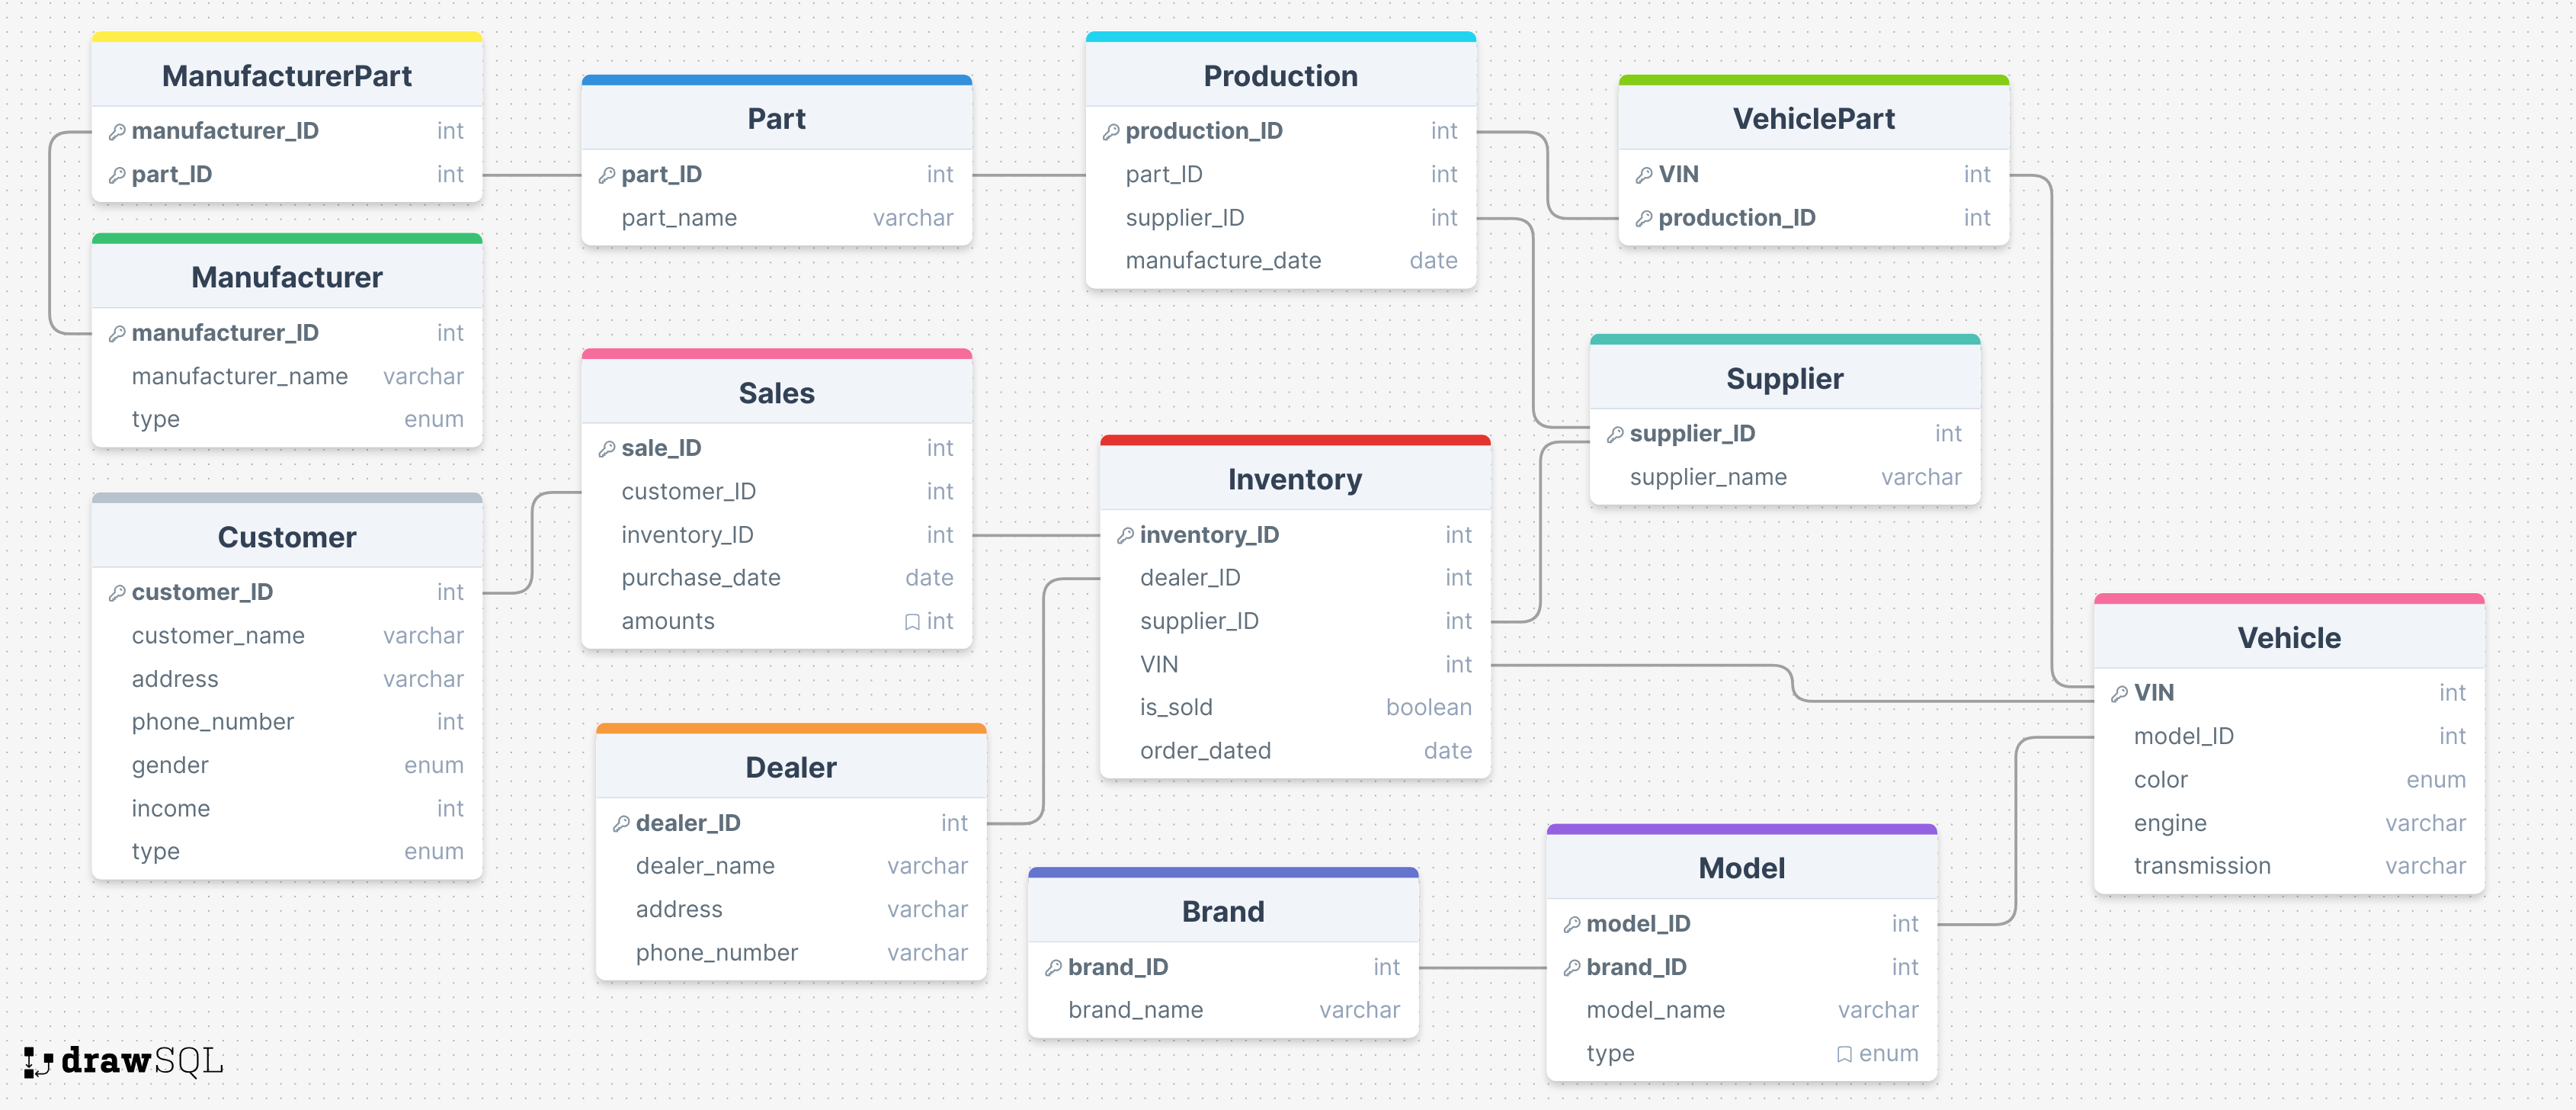 ManufacturerPart
manufacturer_ID int
part_ID int
Manufacturer
manufacturer_ID int
manufacturer_name varchar
type enum
Customer
customer_ID int
customer_name varchar
address varchar
phone_number int
gender enum
income int
type enum
Part
part_ID int
part_name varchar
Sales
sale_ID int
customer_ID int
inventory_ID int
purchase_date date
amounts int
Dealer
dealer_ID int
dealer_name varchar
address varchar
phone_number varchar
Production
production_ID int
part_ID int
supplier_ID int
manufacture_date date
Inventory
inventory_ID int
dealer_ID int
supplier_ID int
VIN int
is_sold boolean
order_dated date
Brand
brand_ID int
brand_name varchar
VehiclePart
VIN int
production_ID int
Supplier
supplier_ID int
supplier_name varchar
Model
model_ID int
brand_ID int
model_name varchar
type enum
Vehicle
VIN int
model_ID int
color enum
engine varchar
transmission varchar
drawSQL